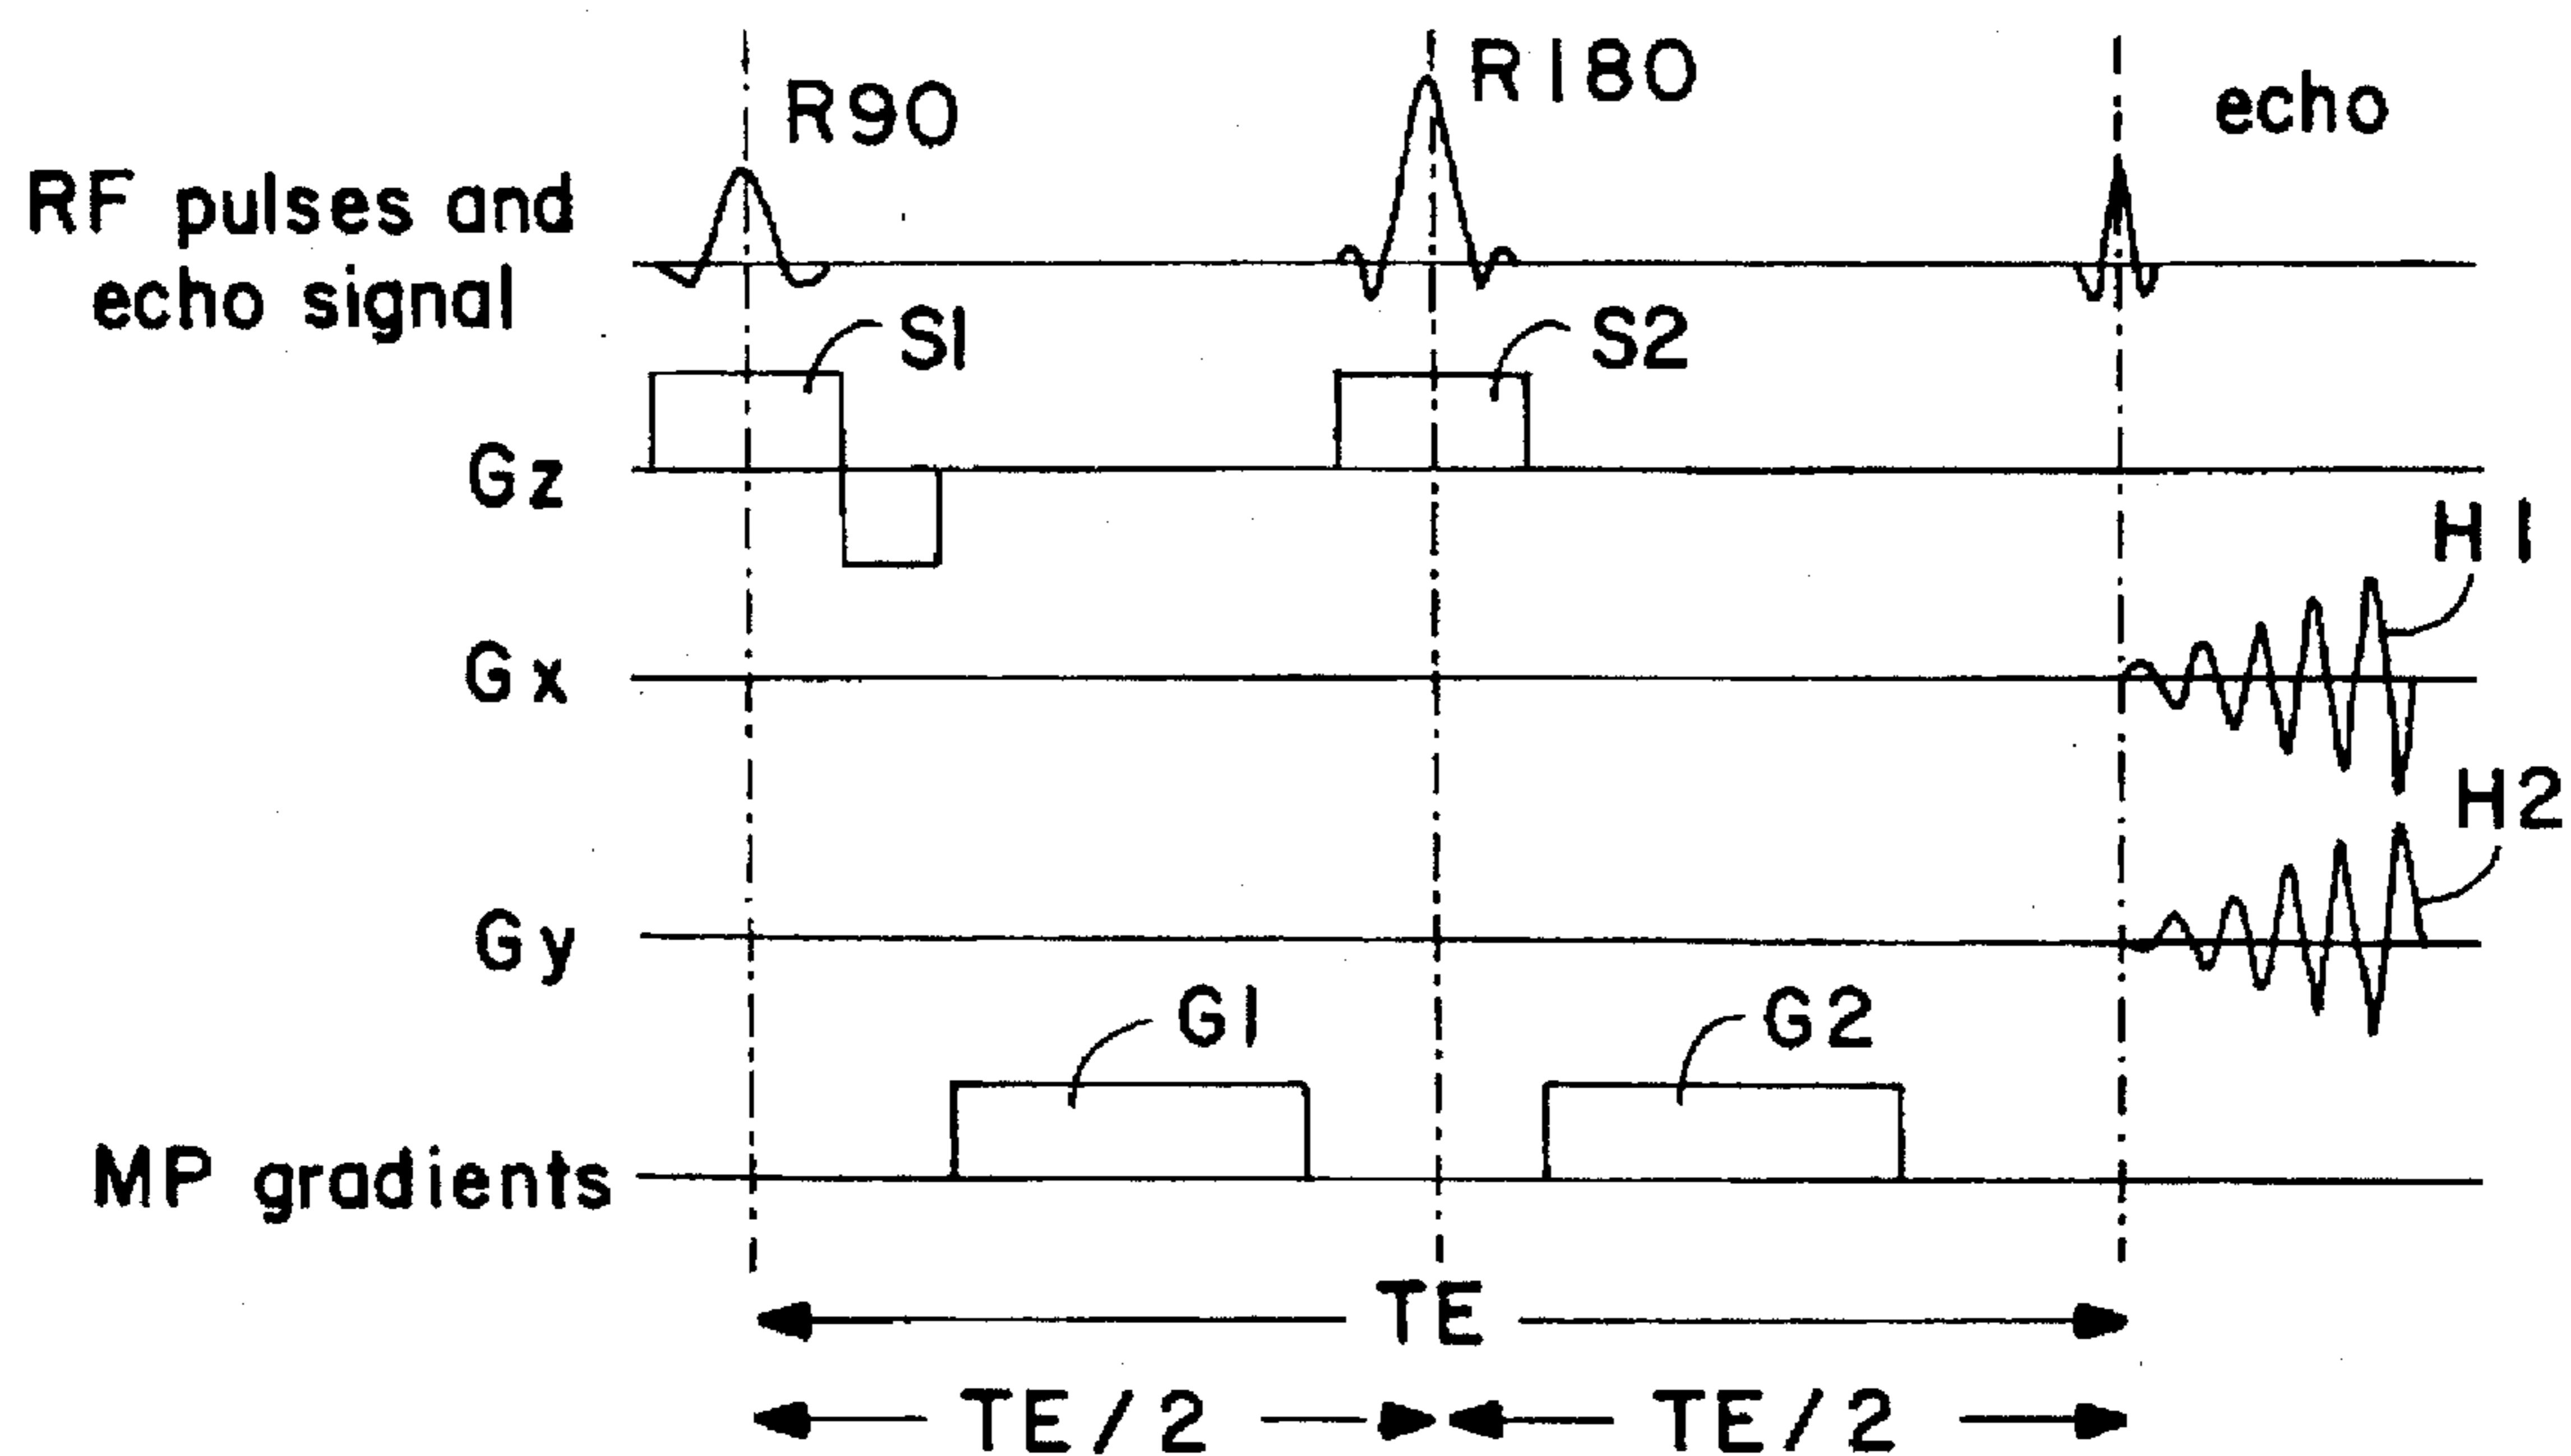 R90
R180
echo
RF pulses and
echo signal
S1
S2
Gz
H1
Gx
H2
Gy
G1
G2
MP gradients
TE
TE/2
TE/2